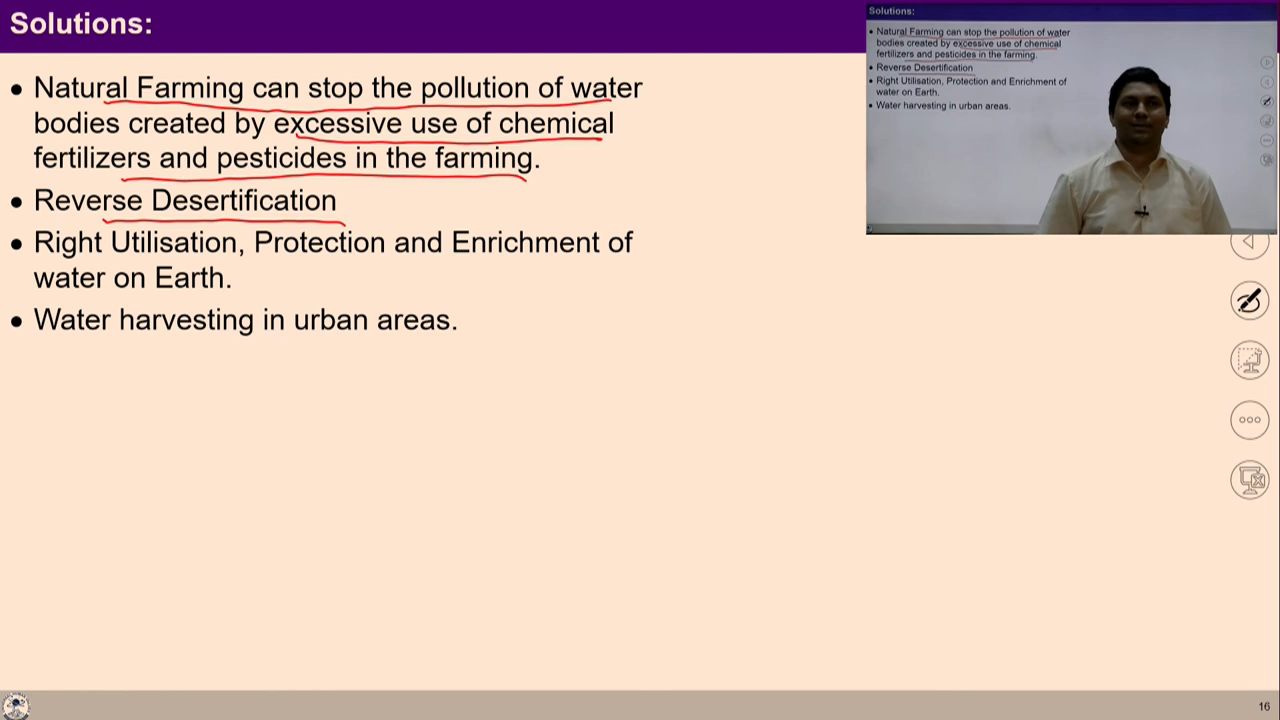 Solutions:
● Natural Farming can stop the pollution of water
bodies created by excessive use of chemical
fertilizers and pesticides in the farming.
● Reverse Desertification
● Right Utilisation, Protection and Enrichment of
water on Earth.
● Water harvesting in urban areas.
Solutions:
● Natural Farming can stop the pollution of water
bodies created by excessive use of chemical
fertilizers and pesticides in the farming.
● Reverse Desertification
● Right Utilisation, Protection and Enrichment of
water on Earth.
● Water harvesting in urban areas.
16